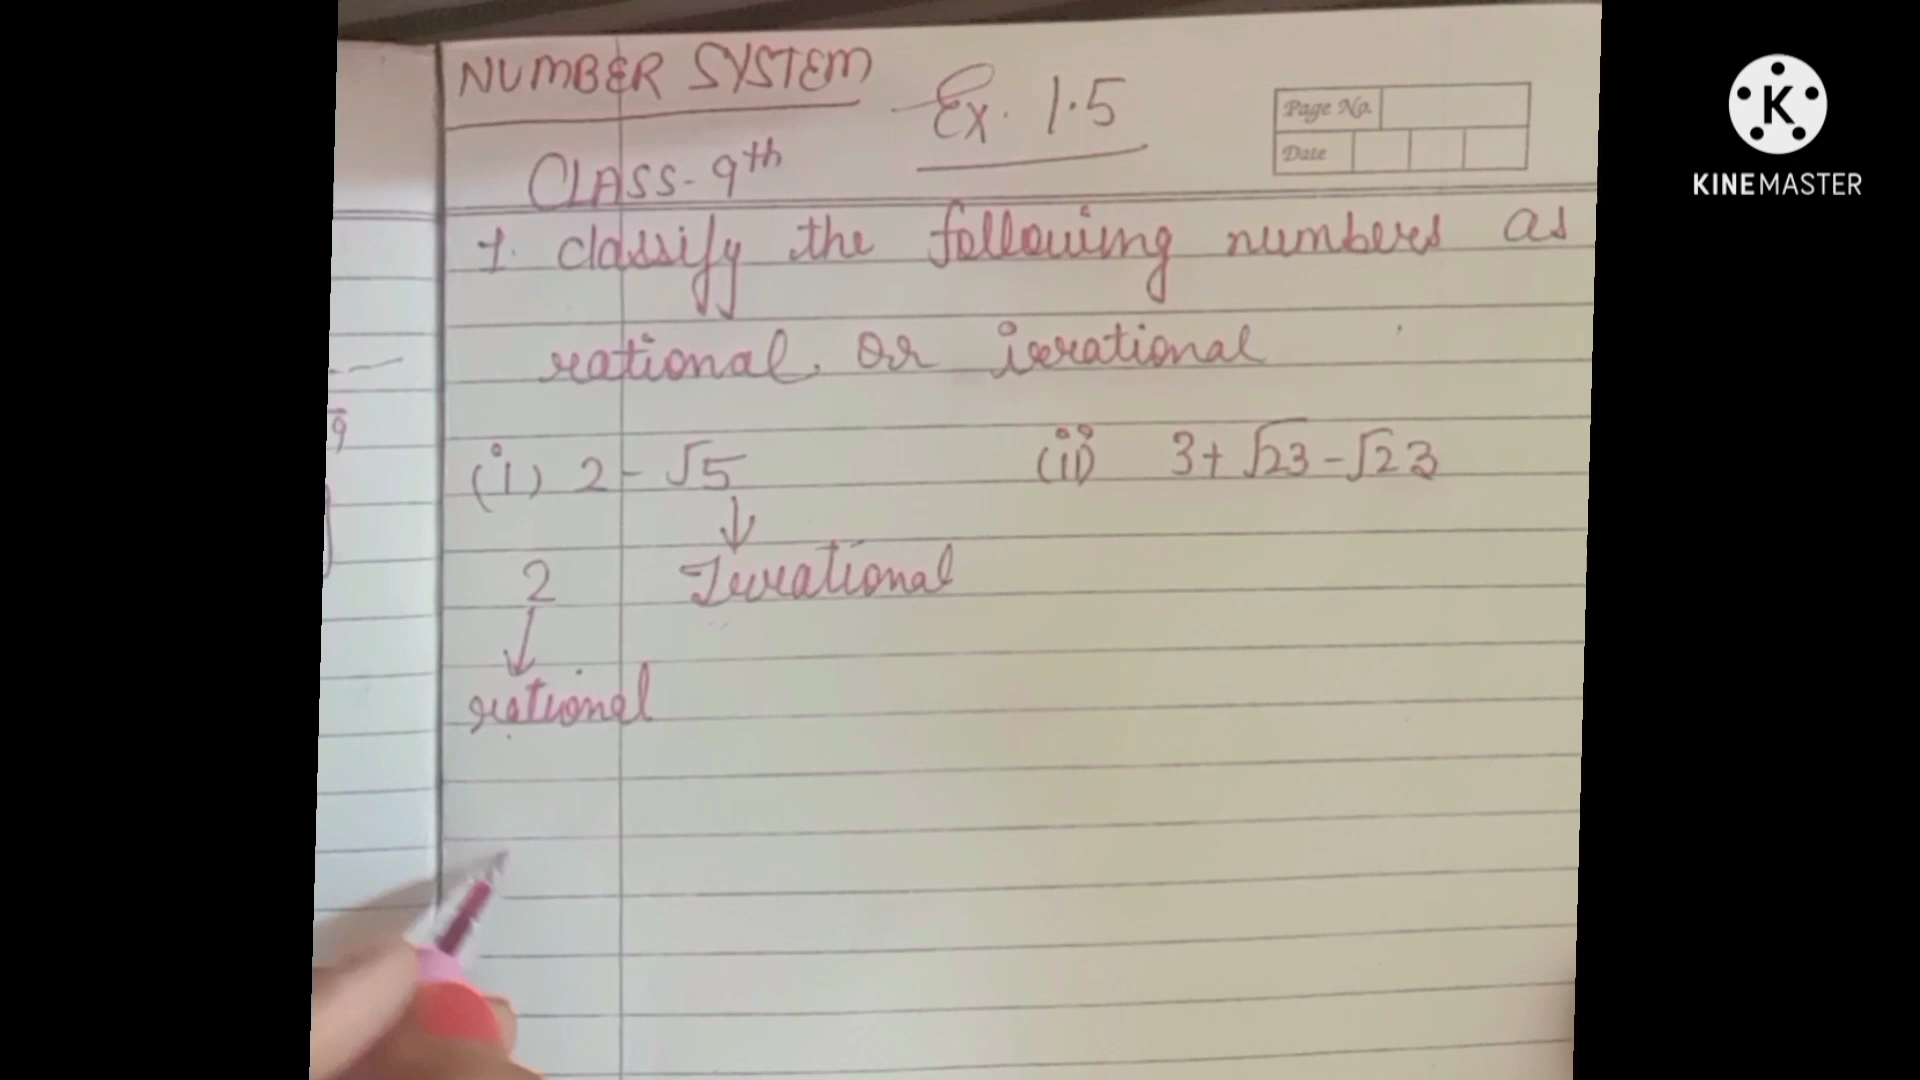 NUMBER SYSTEM
Ex. 1.5
Page No.
Date
CLASS-9th
1. classify the following numbers as
rational or irrational
(i) 2 - √5
(ii) 3 + √23 - √23
2
Irrational
rational
9
K
KINEMASTER